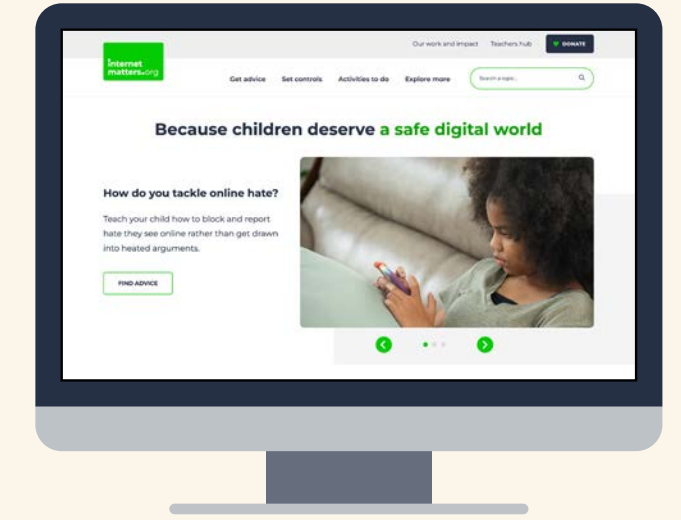 Our work and impact Teachers hub DONATE
internet
matters.org
Get advice Set controls Activities to do Explore more Search a topic...
Because children deserve a safe digital world
How do you tackle online hate?
Teach your child how to block and report
hate they see online rather than get drawn
into heated arguments.
FIND ADVICE